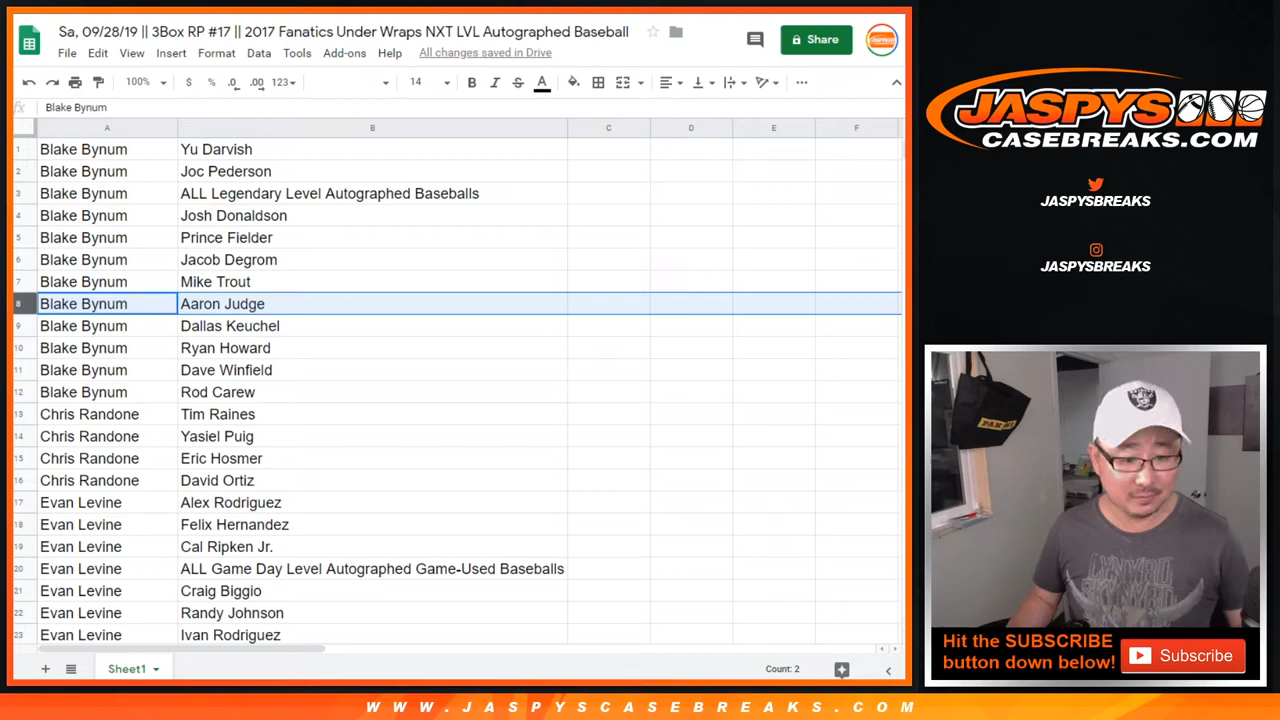 Sa, 09/28/19 || 3Box RP #17 || 2017 Fanatics Under Wraps NXT LVL Autographed Baseball
File Edit View Insert Format Data Tools Add-ons Help All changes saved in Drive
Share
100% $ % .0 .00 123 14 B I S A
fx Blake Bynum
A B C D E F
1 Blake Bynum Yu Darvish
2 Blake Bynum Joc Pederson
3 Blake Bynum ALL Legendary Level Autographed Baseballs
4 Blake Bynum Josh Donaldson
5 Blake Bynum Prince Fielder
6 Blake Bynum Jacob Degrom
7 Blake Bynum Mike Trout
8 Blake Bynum Aaron Judge
9 Blake Bynum Dallas Keuchel
10 Blake Bynum Ryan Howard
11 Blake Bynum Dave Winfield
12 Blake Bynum Rod Carew
13 Chris Randone Tim Raines
14 Chris Randone Yasiel Puig
15 Chris Randone Eric Hosmer
16 Chris Randone David Ortiz
17 Evan Levine Alex Rodriguez
18 Evan Levine Felix Hernandez
19 Evan Levine Cal Ripken Jr.
20 Evan Levine ALL Game Day Level Autographed Game-Used Baseballs
21 Evan Levine Craig Biggio
22 Evan Levine Randy Johnson
23 Evan Levine Ivan Rodriguez
Sheet1
Count: 2
JASPYS
CASEBREAKS.COM
JASPYSBREAKS
JASPYSBREAKS
LYNYRD
SKYNYRD
Hit the SUBSCRIBE
button down below!
Subscribe
WWW.JASPYSCASEBREAKS.COM